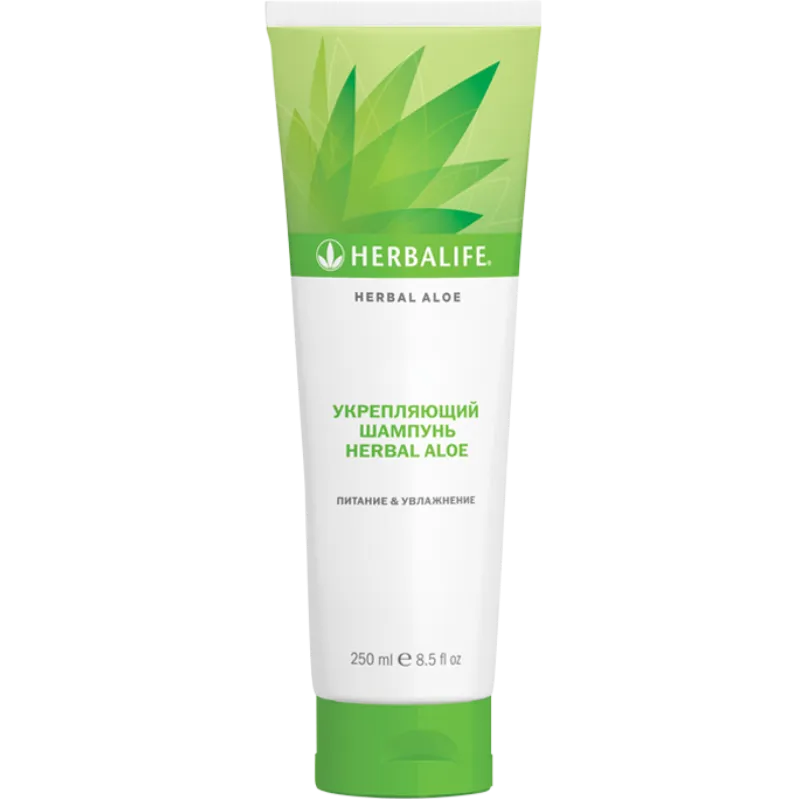 HERBALIFE®
HERBAL ALOE
УКРЕПЛЯЮЩИЙ
ШАМПУНЬ
HERBAL ALOE
ПИТАНИЕ & УВЛАЖНЕНИЕ
250 ml ℮ 8.5 fl oz